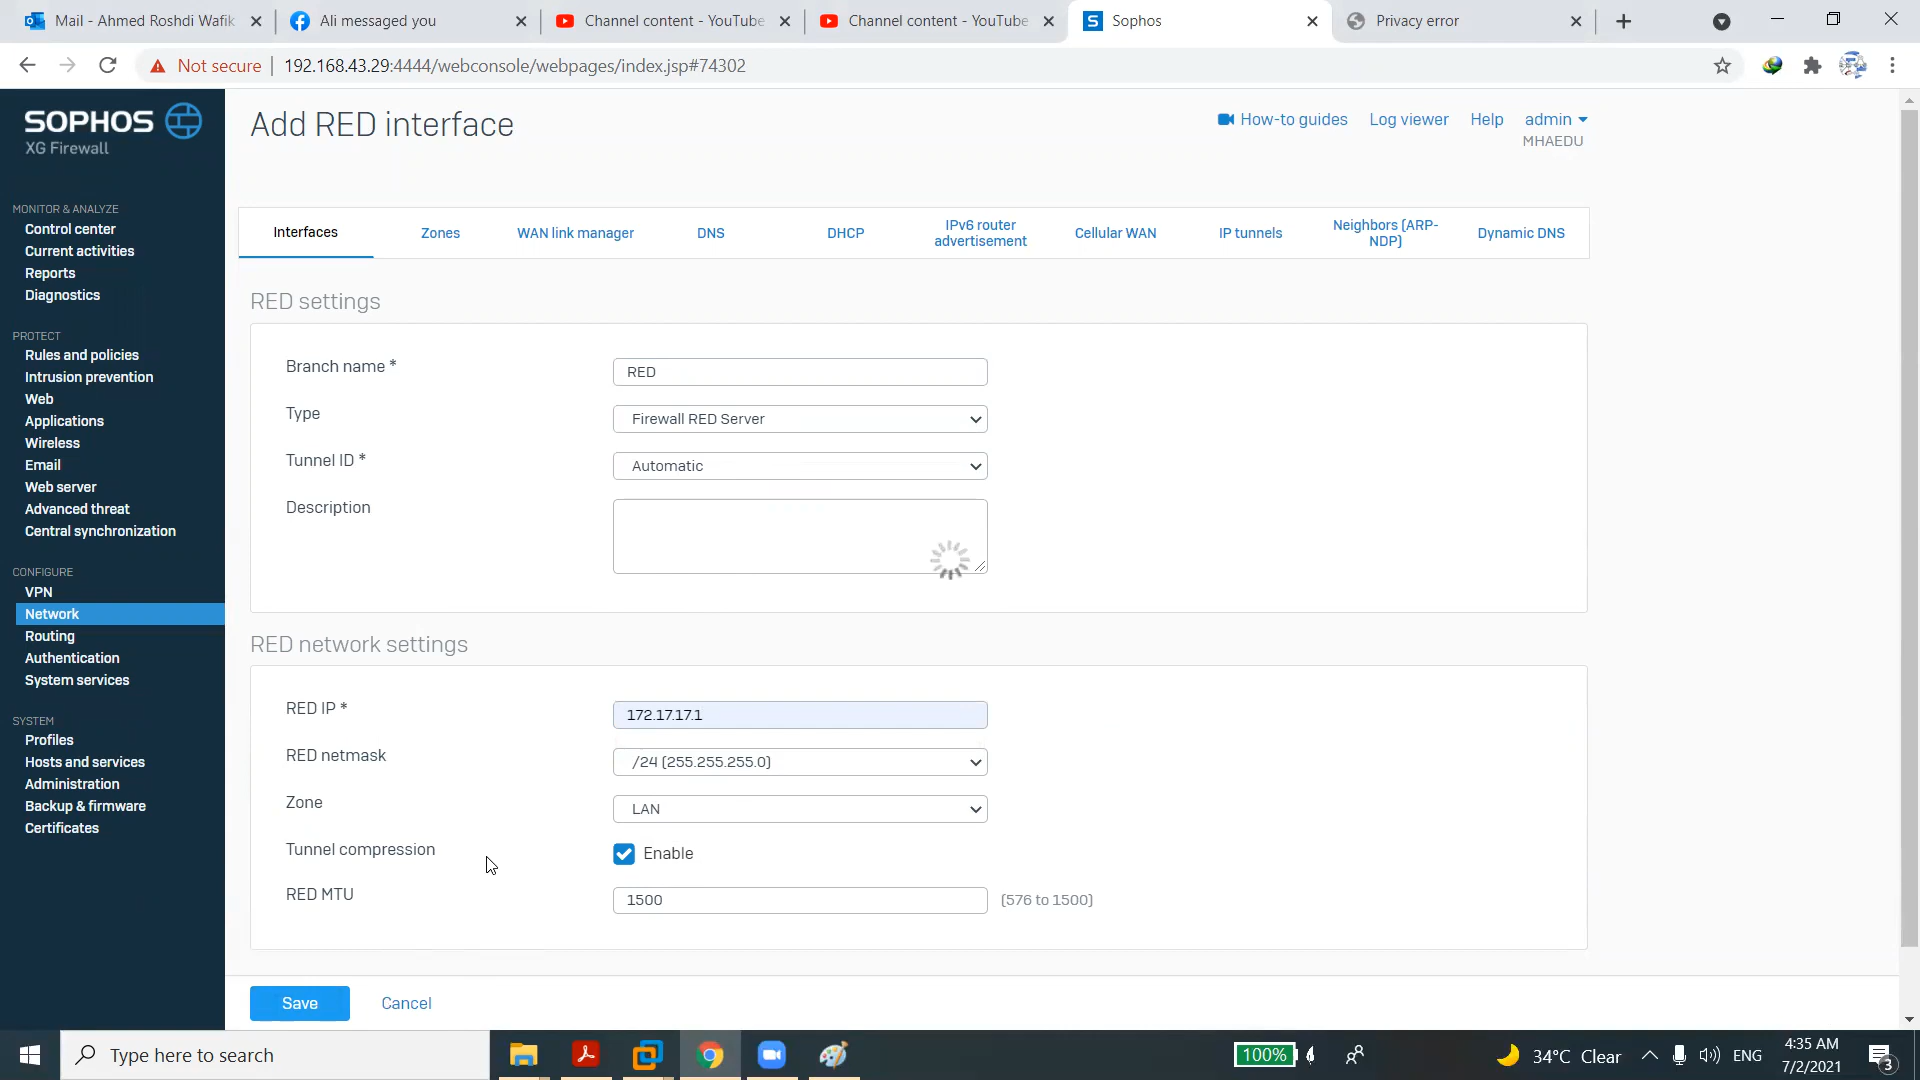 Mail - Ahmed Roshdi Wafik
Ali messaged you
Channel content - YouTube
Channel content - YouTube
Sophos
Privacy error
Not secure
192.168.43.29:4444/webconsole/webpages/index.jsp#74302
SOPHOS
XG Firewall
Add RED interface
How-to guides
Log viewer
Help
admin
MHAEDU
MONITOR & ANALYZE
Control center
Current activities
Reports
Diagnostics
PROTECT
Rules and policies
Intrusion prevention
Web
Applications
Wireless
Email
Web server
Advanced threat
Central synchronization
CONFIGURE
VPN
Network
Routing
Authentication
System services
SYSTEM
Profiles
Hosts and services
Administration
Backup & firmware
Certificates
Interfaces
Zones
WAN link manager
DNS
DHCP
IPv6 router
advertisement
Cellular WAN
IP tunnels
Neighbors (ARP-
NDP)
Dynamic DNS
RED settings
Branch name *
RED
Type
Firewall RED Server
Tunnel ID *
Automatic
Description
RED network settings
RED IP *
172.17.17.1
RED netmask
/24 (255.255.255.0)
Zone
LAN
Tunnel compression
Enable
RED MTU
1500
(576 to 1500)
Save
Cancel
Type here to search
100%
34°C Clear
ENG
4:35 AM
7/2/2021
3